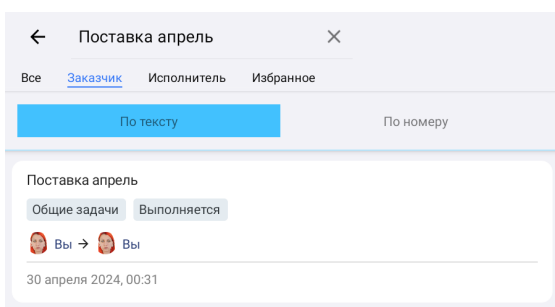 Поставка апрель
Все Заказчик Исполнитель Избранное
По тексту По номеру
Поставка апрель
Общие задачи Выполняется
Вы → Вы
30 апреля 2024, 00:31